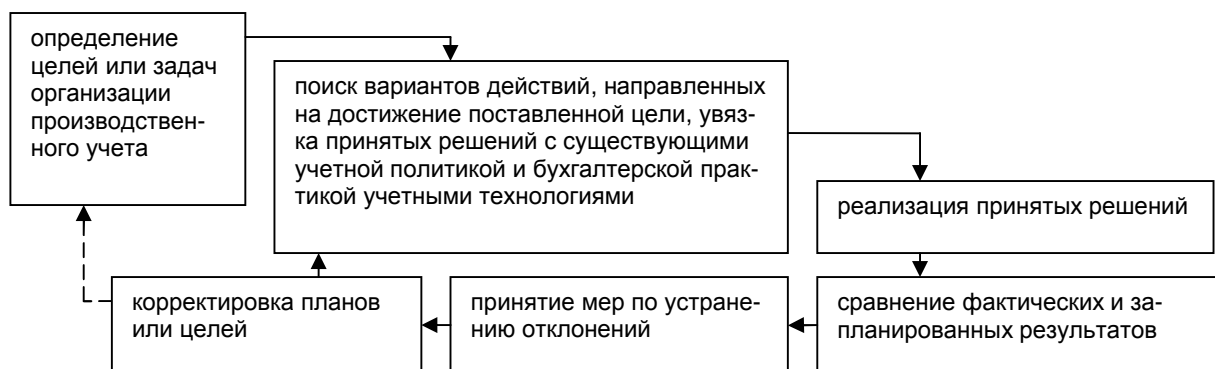 определение
целей или задач
организации
производствен-
ного учета
поиск вариантов действий, направленных
на достижение поставленной цели, увяз-
ка принятых решений с существующими
учетной политикой и бухгалтерской прак-
тикой учетными технологиями
реализация принятых решений
сравнение фактических и за-
планированных результатов
принятие мер по устране-
нию отклонений
корректировка планов
или целей